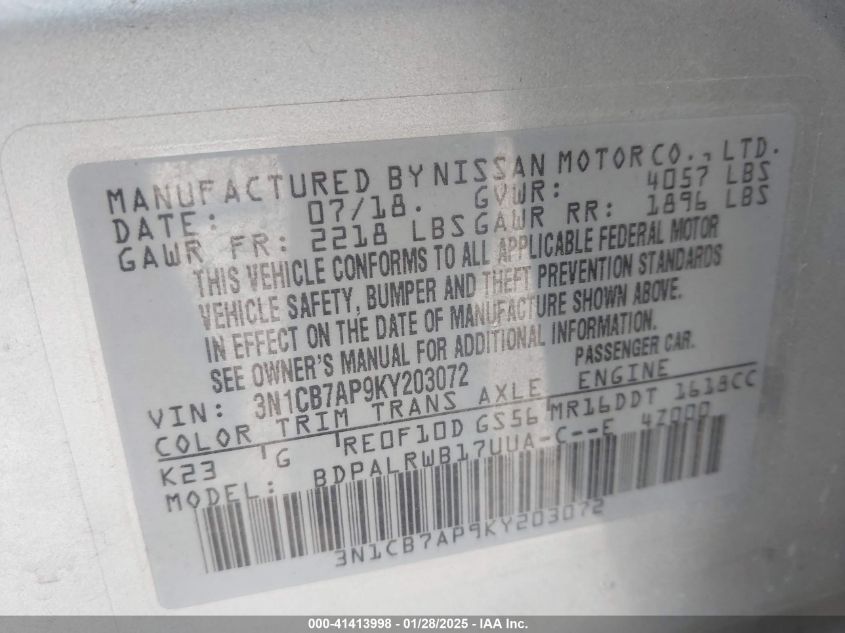 MANUFACTURED BY NISSAN MOTOR CO., LTD.
DATE: 07/18. GVWR: 4057 LBS
GAWR FR: 2218 LBS GAWR RR: 1896 LBS
THIS VEHICLE CONFORMS TO ALL APPLICABLE FEDERAL MOTOR
VEHICLE SAFETY, BUMPER AND THEFT PREVENTION STANDARDS
IN EFFECT ON THE DATE OF MANUFACTURE SHOWN ABOVE.
SEE OWNER'S MANUAL FOR ADDITIONAL INFORMATION.
VIN: 3N1CB7AP9KY203072 PASSENGER CAR.
COLOR TRIM TRANS AXLE ENGINE
K23 G RE0F10D GS56 MR16DDT 1618CC
MODEL: BDPALRWB17UUA-C--E 4Z000
3N1CB7AP9KY203072
000-41413998 - 01/28/2025 - IAA Inc.